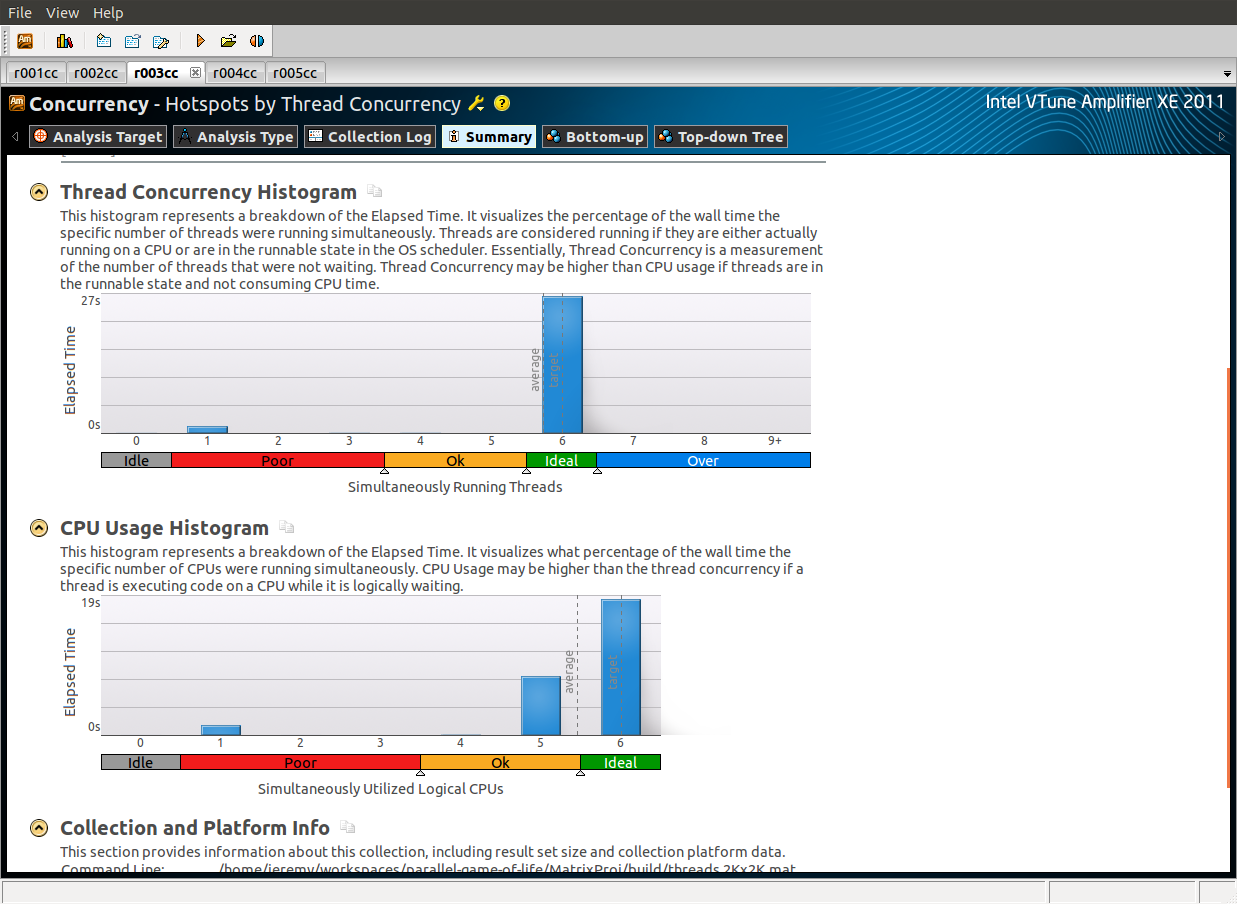 File View Help
Am
r001cc r002cc r003cc r004cc r005cc
Am Concurrency - Hotspots by Thread Concurrency ? Intel VTune Amplifier XE 2011
Analysis Target Analysis Type Collection Log Summary Bottom-up Top-down Tree
Thread Concurrency Histogram
This histogram represents a breakdown of the Elapsed Time. It visualizes the percentage of the wall time the
specific number of threads were running simultaneously. Threads are considered running if they are either actually
running on a CPU or are in the runnable state in the OS scheduler. Essentially, Thread Concurrency is a measurement
of the number of threads that were not waiting. Thread Concurrency may be higher than CPU usage if threads are in
the runnable state and not consuming CPU time.
27s
Elapsed Time
average
target
0s
0 1 2 3 4 5 6 7 8 9+
Idle Poor Ok Ideal Over
Simultaneously Running Threads
CPU Usage Histogram
This histogram represents a breakdown of the Elapsed Time. It visualizes what percentage of the wall time the
specific number of CPUs were running simultaneously. CPU Usage may be higher than the thread concurrency if a
thread is executing code on a CPU while it is logically waiting.
19s
Elapsed Time
average
target
0s
0 1 2 3 4 5 6
Idle Poor Ok Ideal
Simultaneously Utilized Logical CPUs
Collection and Platform Info
This section provides information about this collection, including result set size and collection platform data.
Command Line: /home/jeremy/workspaces/parallel-game-of-life/MatrixProj/build/threads 2Kx2K.mat